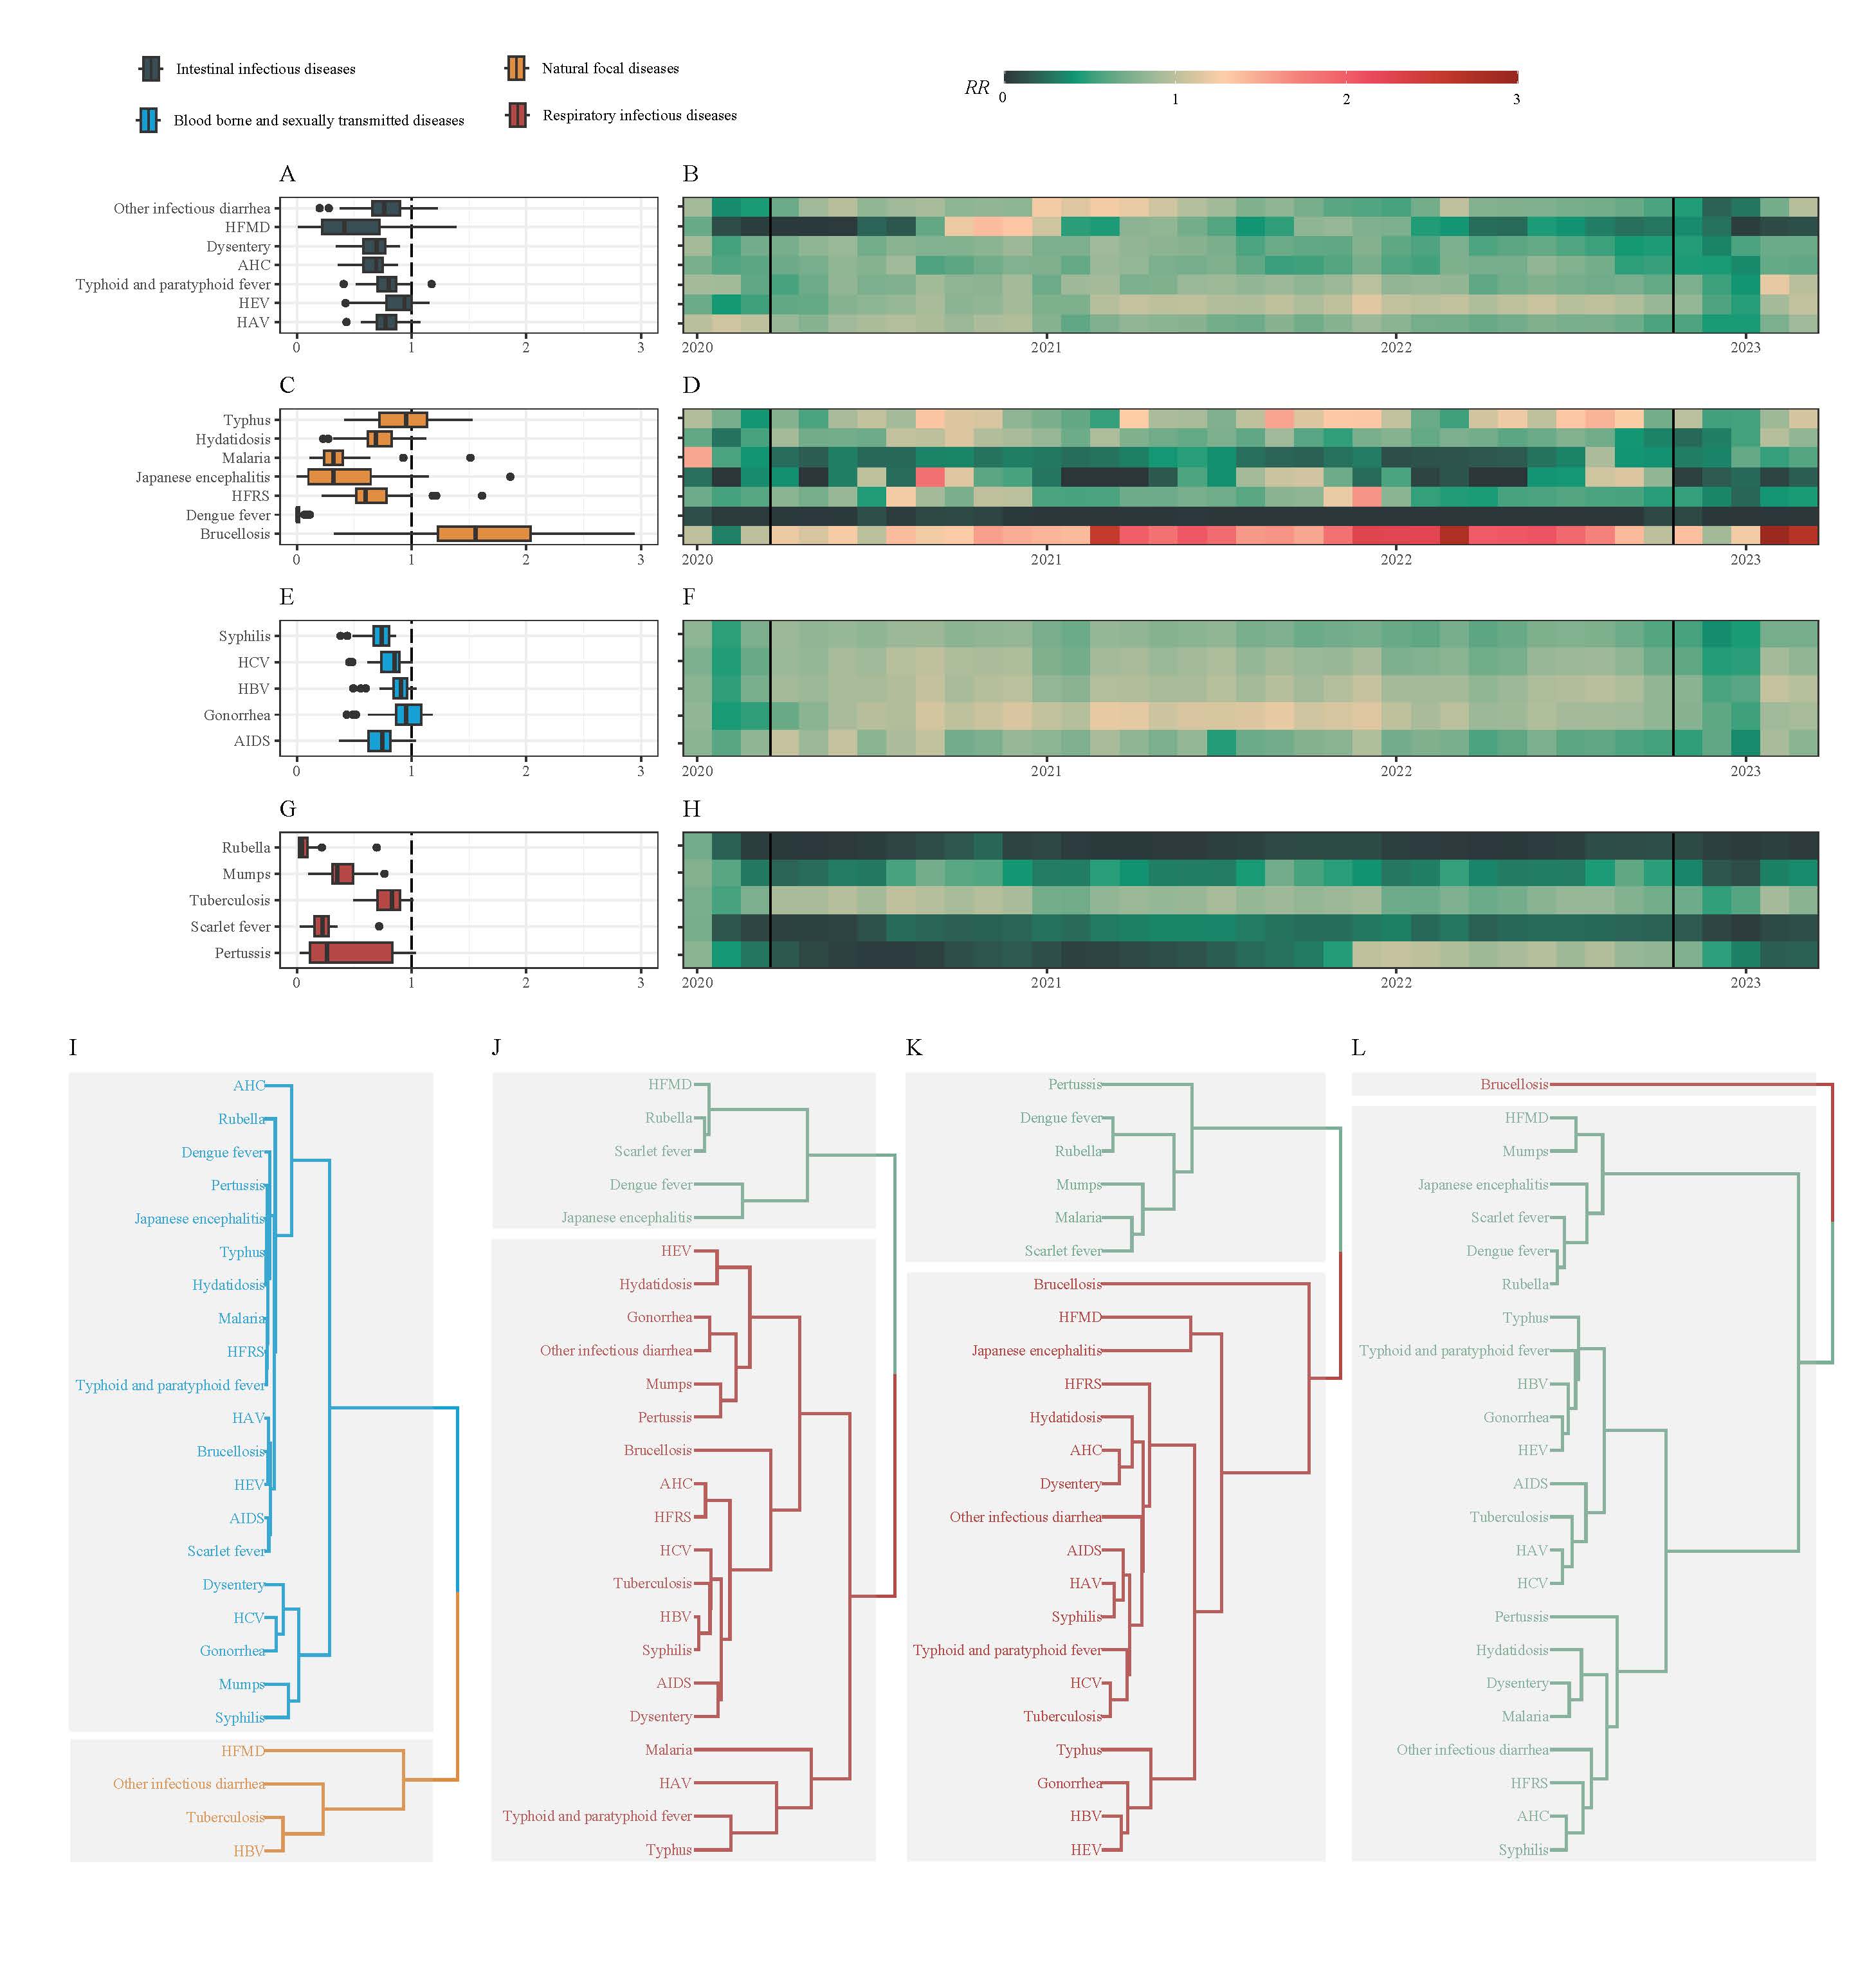 Intestinal infectious diseases
Natural focal diseases
Blood borne and sexually transmitted diseases
Respiratory infectious diseases
RR
0 1 2 3
A
Other infectious diarrhea
HFMD
Dysentery
AHC
Typhoid and paratyphoid fever
HEV
HAV
0 1 2 3
B
2020 2021 2022 2023
C
Typhus
Hydatidosis
Malaria
Japanese encephalitis
HFRS
Dengue fever
Brucellosis
0 1 2 3
D
2020 2021 2022 2023
E
Syphilis
HCV
HBV
Gonorrhea
AIDS
0 1 2 3
F
2020 2021 2022 2023
G
Rubella
Mumps
Tuberculosis
Scarlet fever
Pertussis
0 1 2 3
H
2020 2021 2022 2023
I
AHC
Rubella
Dengue fever
Pertussis
Japanese encephalitis
Typhus
Hydatidosis
Malaria
HFRS
Typhoid and paratyphoid fever
HAV
Brucellosis
HEV
AIDS
Scarlet fever
Dysentery
HCV
Gonorrhea
Mumps
Syphilis
HFMD
Other infectious diarrhea
Tuberculosis
HBV
J
HFMD
Rubella
Scarlet fever
Dengue fever
Japanese encephalitis
HEV
Hydatidosis
Gonorrhea
Other infectious diarrhea
Mumps
Pertussis
Brucellosis
AHC
HFRS
HCV
Tuberculosis
HBV
Syphilis
AIDS
Dysentery
Malaria
HAV
Typhoid and paratyphoid fever
Typhus
K
Pertussis
Dengue fever
Rubella
Mumps
Malaria
Scarlet fever
Brucellosis
HFMD
Japanese encephalitis
HFRS
Hydatidosis
AHC
Dysentery
Other infectious diarrhea
AIDS
HAV
Syphilis
Typhoid and paratyphoid fever
HCV
Tuberculosis
Typhus
Gonorrhea
HBV
HEV
L
Brucellosis
HFMD
Mumps
Japanese encephalitis
Scarlet fever
Dengue fever
Rubella
Typhus
Typhoid and paratyphoid fever
HBV
Gonorrhea
HEV
AIDS
Tuberculosis
HAV
HCV
Pertussis
Hydatidosis
Dysentery
Malaria
Other infectious diarrhea
HFRS
AHC
Syphilis